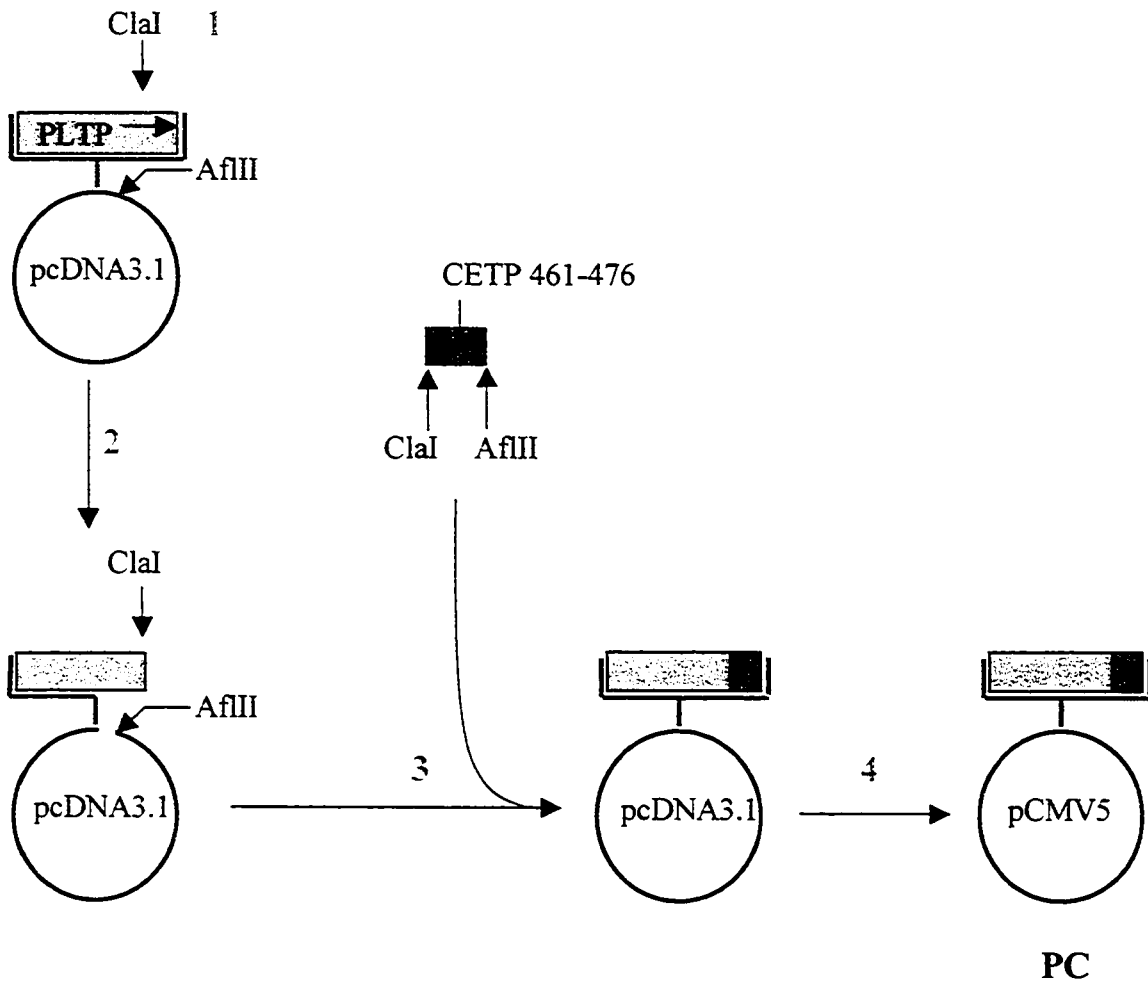 ClaI 1
PLTP
AflII
pcDNA3.1
CETP 461-476
ClaI AflII
2
ClaI
AflII
pcDNA3.1
3
pcDNA3.1
4
pCMV5
PC